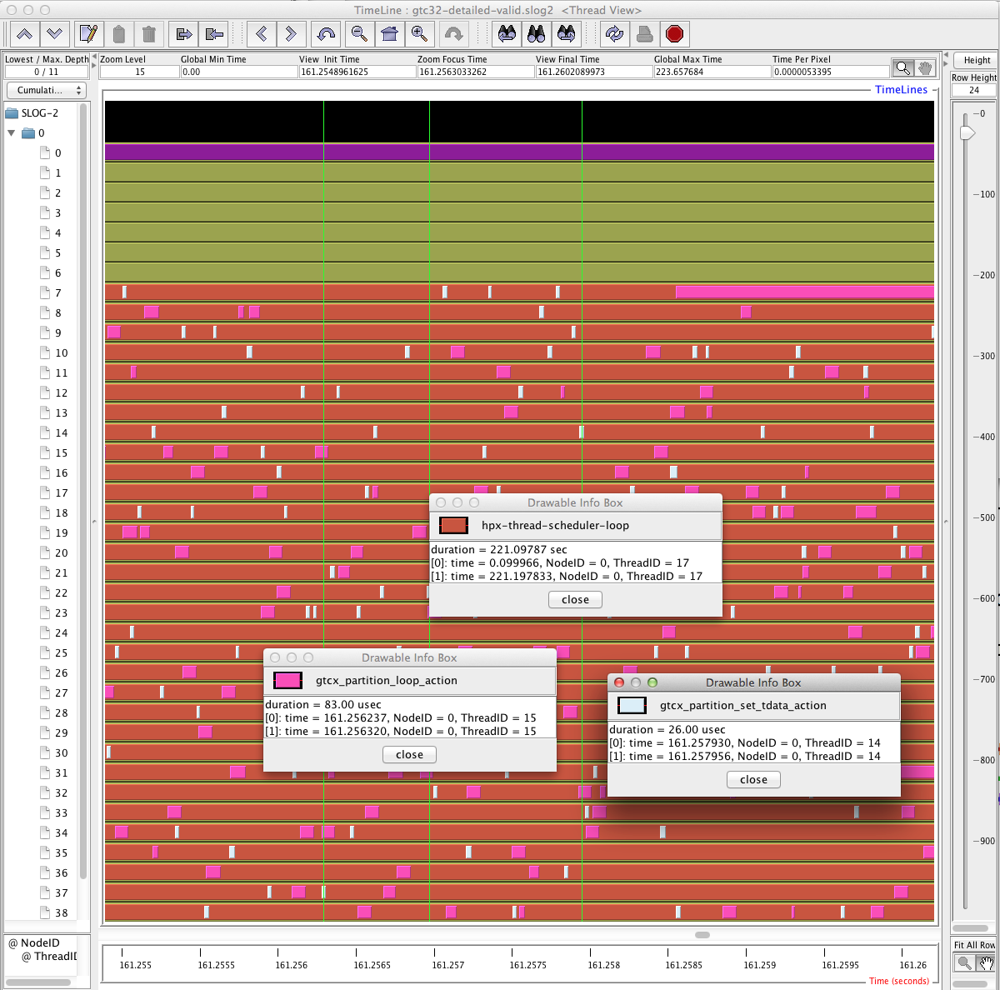 TimeLine : gtc32-detailed-valid.slog2 <Thread View>
Lowest / Max. Depth
0 / 11
Zoom Level
15
Global Min Time
0.00
View Init Time
161.2548961625
Zoom Focus Time
161.2563033262
View Final Time
161.2602089973
Global Max Time
223.657684
Time Per Pixel
0.0000053395
Height
Row Height
24
Cumulati...
TimeLines
SLOG-2
0
0
1
2
3
4
5
6
7
8
9
10
11
12
13
14
15
16
17
18
19
20
21
22
23
24
25
26
27
28
29
30
31
32
33
34
35
36
37
38
0
100
200
300
400
500
600
700
800
900
Drawable Info Box
hpx-thread-scheduler-loop
duration = 221.09787 sec
[0]: time = 0.099966, NodeID = 0, ThreadID = 17
[1]: time = 221.197833, NodeID = 0, ThreadID = 17
close
Drawable Info Box
gtcx_partition_loop_action
duration = 83.00 usec
[0]: time = 161.256237, NodeID = 0, ThreadID = 15
[1]: time = 161.256320, NodeID = 0, ThreadID = 15
close
Drawable Info Box
gtcx_partition_set_tdata_action
duration = 26.00 usec
[0]: time = 161.257930, NodeID = 0, ThreadID = 14
[1]: time = 161.257956, NodeID = 0, ThreadID = 14
close
@ NodeID
@ ThreadID
161.255 161.2555 161.256 161.2565 161.257 161.2575 161.258 161.2585 161.259 161.2595 161.26
Time (seconds)
Fit All Row